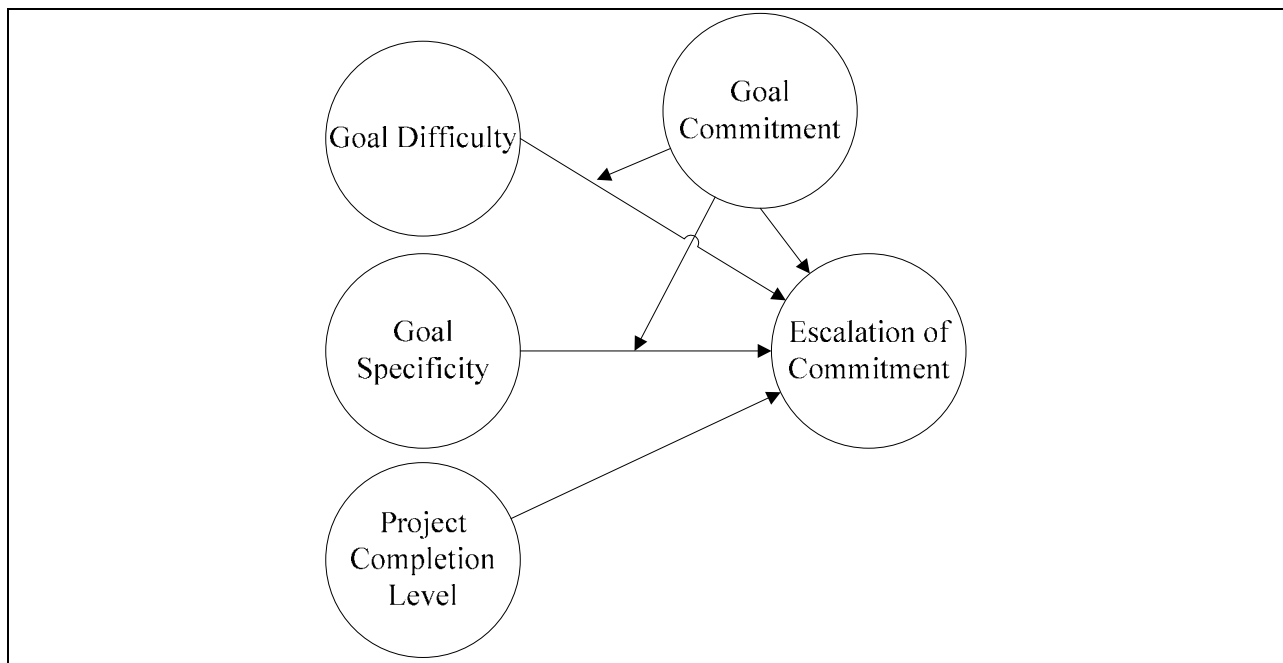 Goal Difficulty
Goal
Commitment
Goal
Specificity
Escalation of
Commitment
Project
Completion
Level